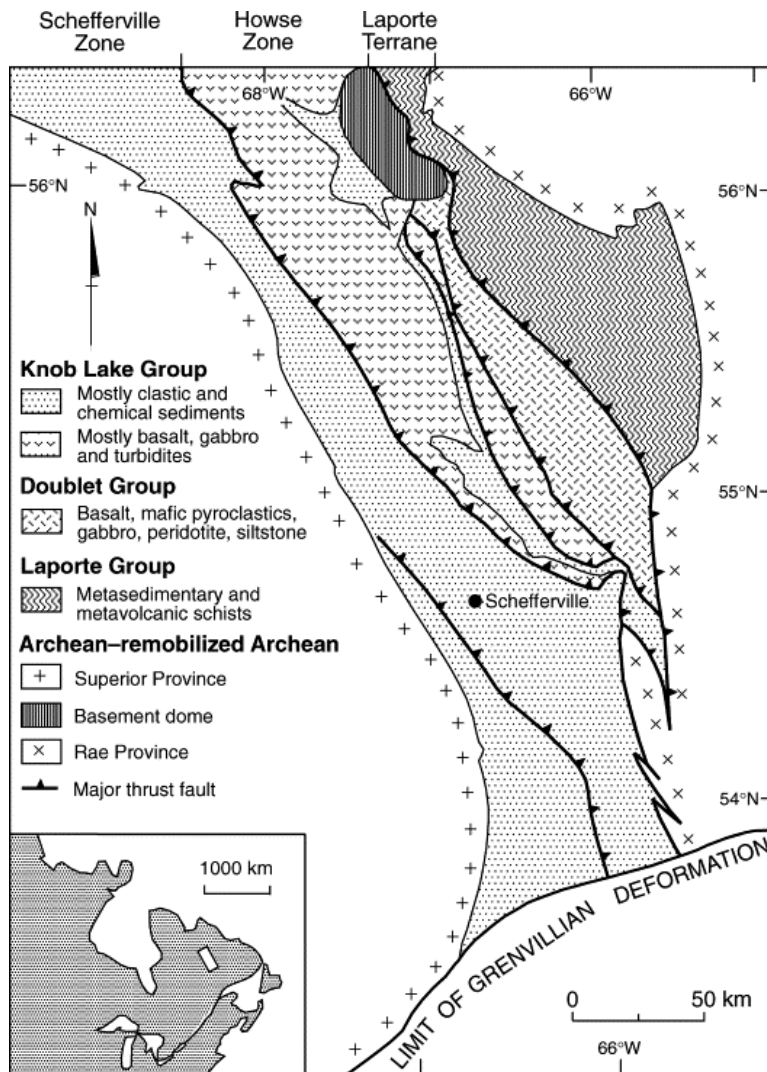 Schefferville
Zone
Howse
Zone
Laporte
Terrane
68°W
66°W
56°N
56°N
N
Knob Lake Group
Mostly clastic and
chemical sediments
Mostly basalt, gabbro
and turbidites
Doublet Group
Basalt, mafic pyroclastics,
gabbro, peridotite, siltstone
55°N
Laporte Group
Metasedimentary and
metavolcanic schists
Schefferville
Archean–remobilized Archean
Superior Province
Basement dome
Rae Province
Major thrust fault
54°N
1000 km
LIMIT OF GRENVILLIAN DEFORMATION
0 50 km
66°W